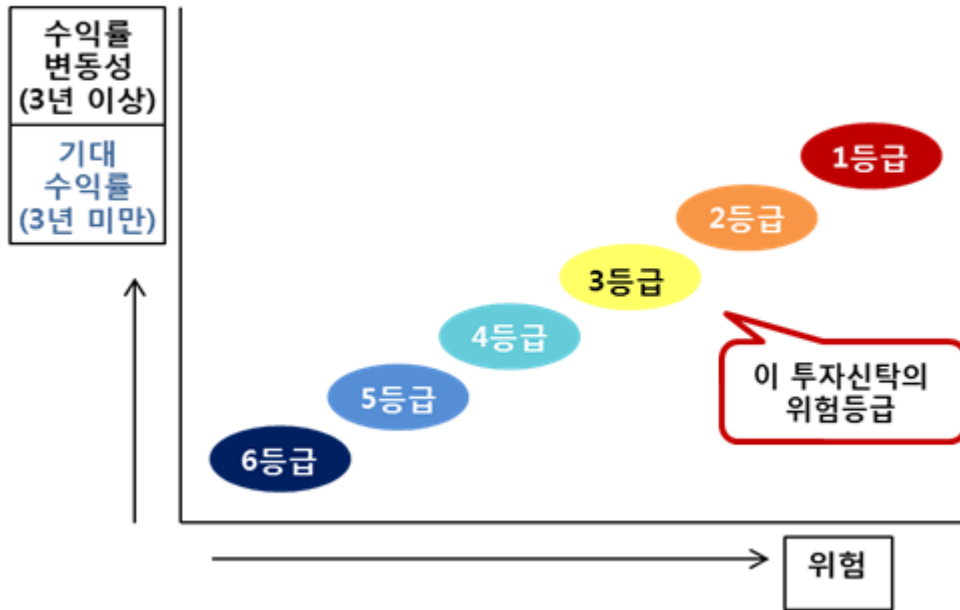 수익률
변동성
(3년 이상)
기대
수익률
(3년 미만)
1등급
2등급
3등급
4등급
5등급
6등급
이 투자신탁의
위험등급
위험